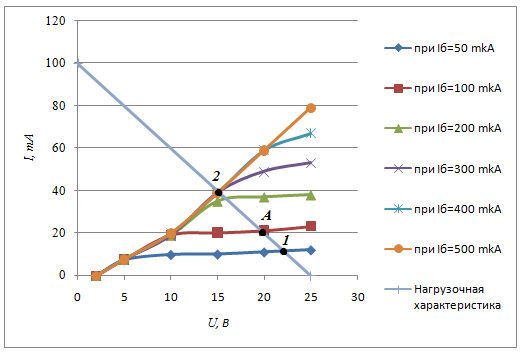 120
100
80
60
40
20
0
0 5 10 15 20 25 30
I, mA
U, В
2
A
1
при Iб=50 mkA
при Iб=100 mkA
при Iб=200 mkA
при Iб=300 mkA
при Iб=400 mkA
при Iб=500 mkA
Нагрузочная
характеристика